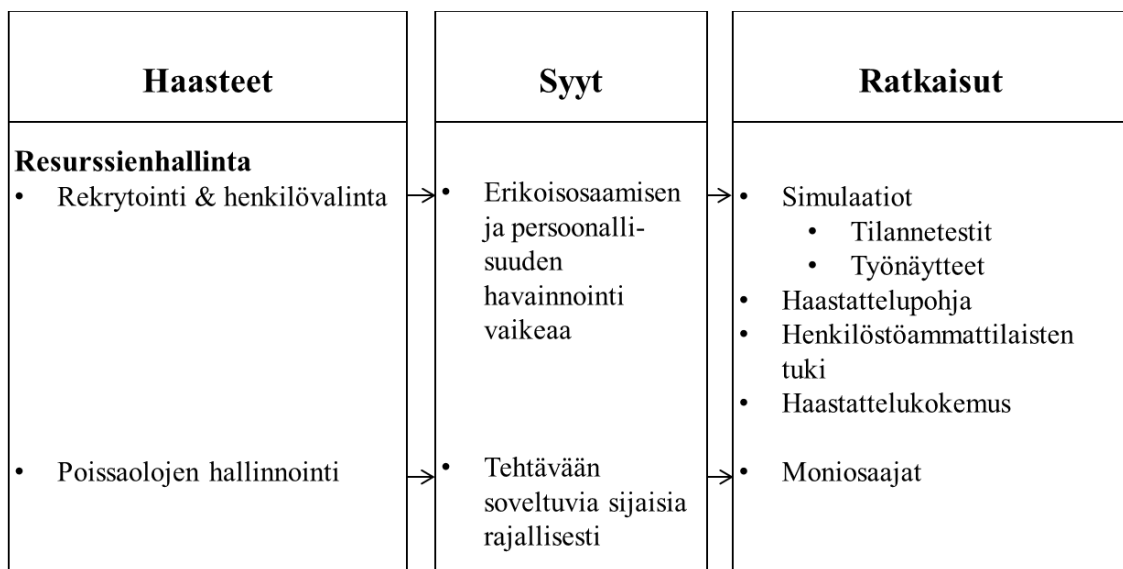 Haasteet
Resurssienhallinta
• Rekrytointi & henkilövalinta
• Poissaolojen hallinnointi
Syyt
• Erikoisosaamisen
ja persoonalli-
suuden
havainnointi
vaikeaa
• Tehtävään
soveltuvia sijaisia
rajallisesti
Ratkaisut
• Simulaatiot
• Tilannetestit
• Työnäytteet
• Haastattelupohja
• Henkilöstöammattilaisten
tuki
• Haastattelukokemus
• Moniosaajat